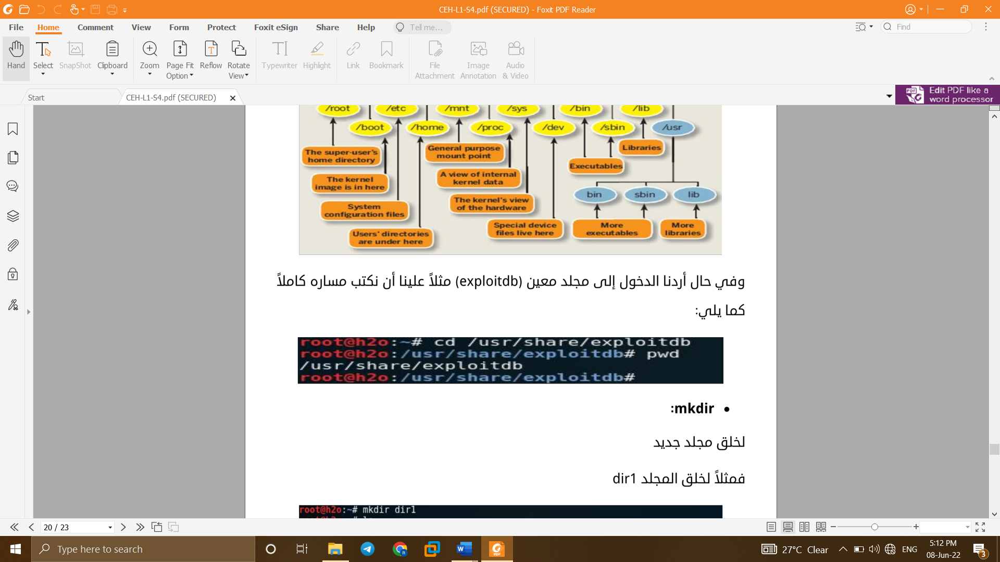 CEH-L1-S4.pdf (SECURED) - Foxit PDF Reader
File Home Comment View Form Protect Foxit eSign Share Help Tell me... Find
Hand Select SnapShot Clipboard Zoom Page Fit Option Reflow Rotate View Typewriter Highlight Link Bookmark File Attachment Image Annotation Audio & Video
Start CEH-L1-S4.pdf (SECURED)
Edit PDF like a
word processor
/root /etc /mnt /sys /bin /lib
/boot /home /proc /dev /sbin /usr
The super-user's
home directory
General purpose
mount point
Libraries
Executables
The kernel
image is in here
A view of internal
kernel data
bin sbin lib
The kernel's view
of the hardware
System
configuration files
Special device
files live here
More
executables
More
libraries
Users' directories
are under here
وفي حال أردنا الدخول إلى مجلد معين (exploitdb) مثلاً علينا أن نكتب مساره كاملاً
كما يلي:
root@h2o:~# cd /usr/share/exploitdb
root@h2o:/usr/share/exploitdb# pwd
/usr/share/exploitdb
root@h2o:/usr/share/exploitdb#
• mkdir:
لخلق مجلد جديد
فمثلاً لخلق المجلد dir1
root@h2o:~# mkdir dir1
20 / 23
Type here to search
27°C Clear
ENG
5:12 PM
08-Jun-22
3